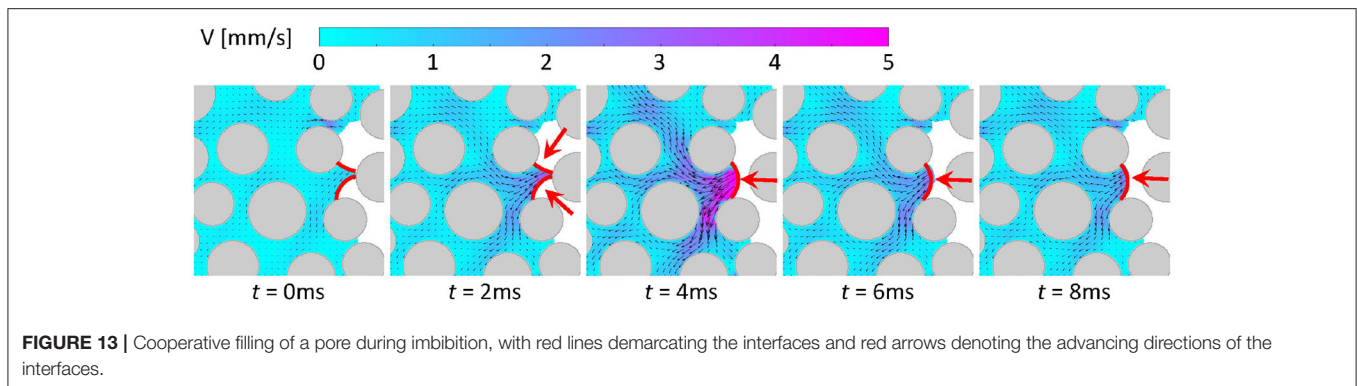 V [mm/s]
0 1 2 3 4 5
t = 0ms t = 2ms t = 4ms t = 6ms t = 8ms
FIGURE 13 | Cooperative filling of a pore during imbibition, with red lines demarcating the interfaces and red arrows denoting the advancing directions of the
interfaces.